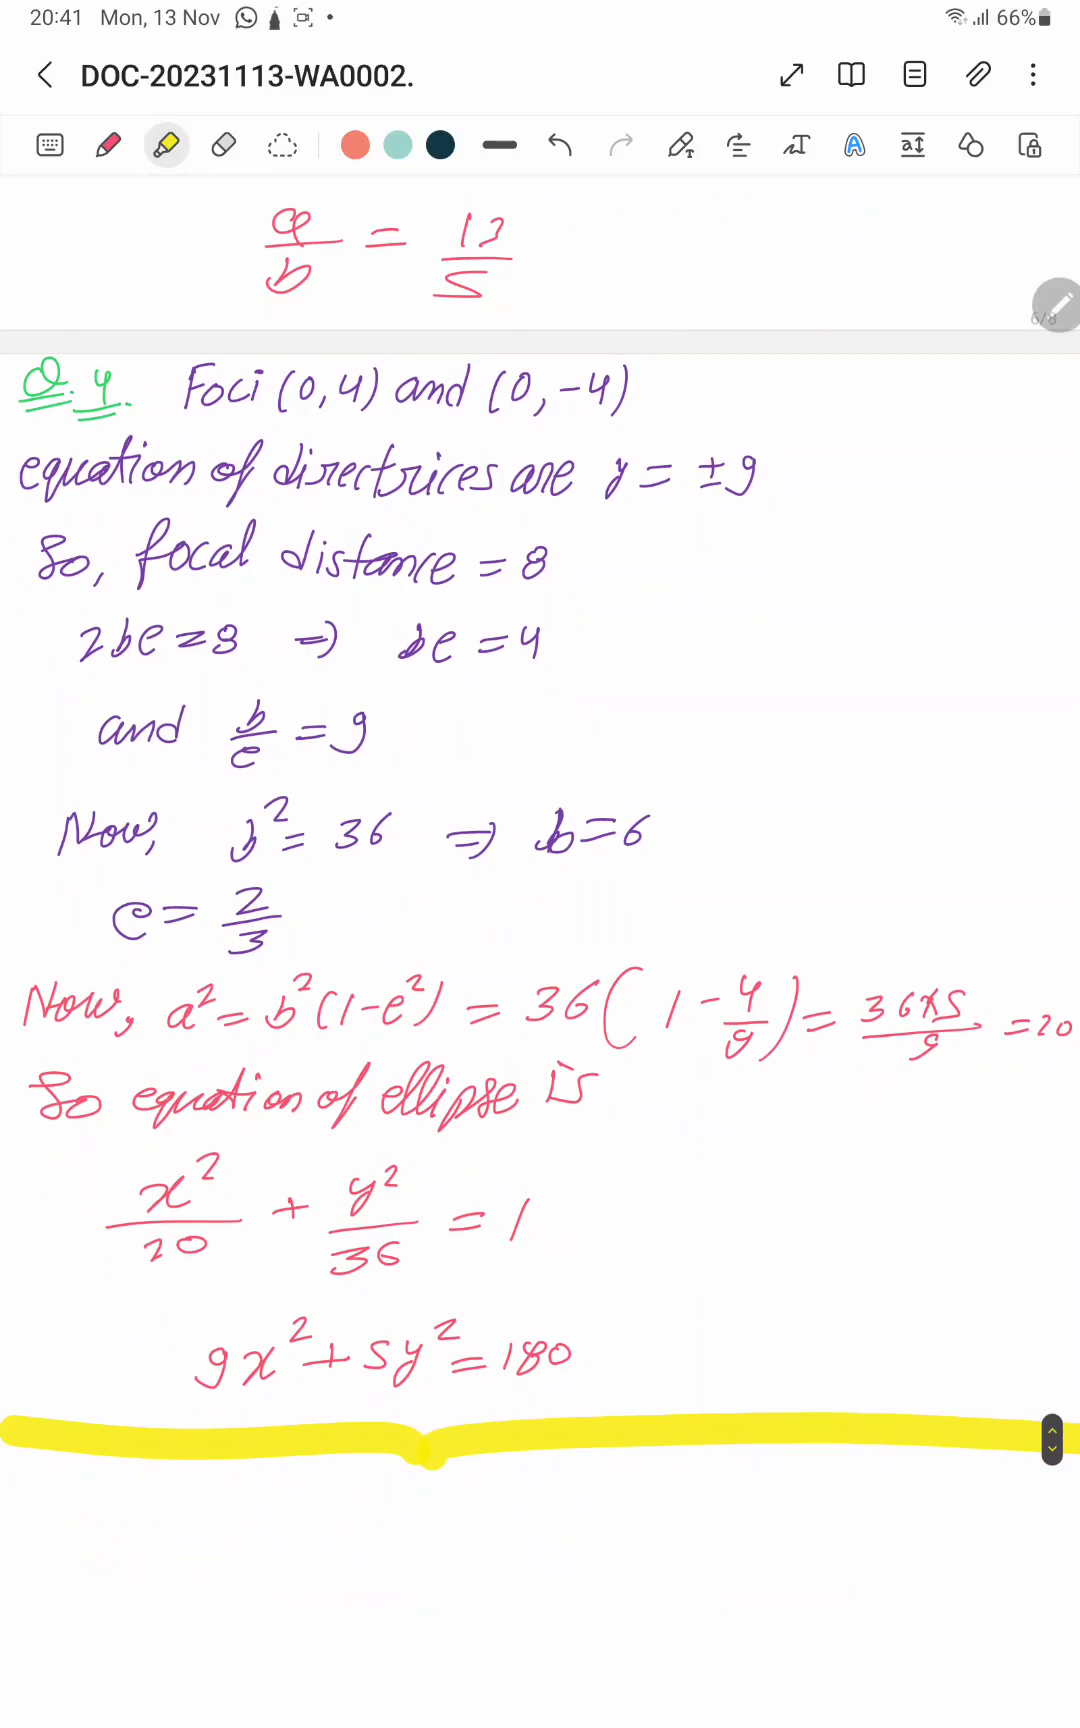 20:41 Mon, 13 Nov 66%
DOC-20231113-WA0002.
a/b = 13/5
6/8
Q.4. Foci (0,4) and (0,-4)
equation of directrices are y = ±9
So, focal distance = 8
2be=8 => be = 4
and b/e = 9
Now, b² = 36 => b=6
e = 2/3
Now, a² = b²(1-e²) = 36(1 - 4/9) = 36×5/9 = 20
So equation of ellipse is
x²/20 + y²/36 = 1
9x² + 5y² = 180